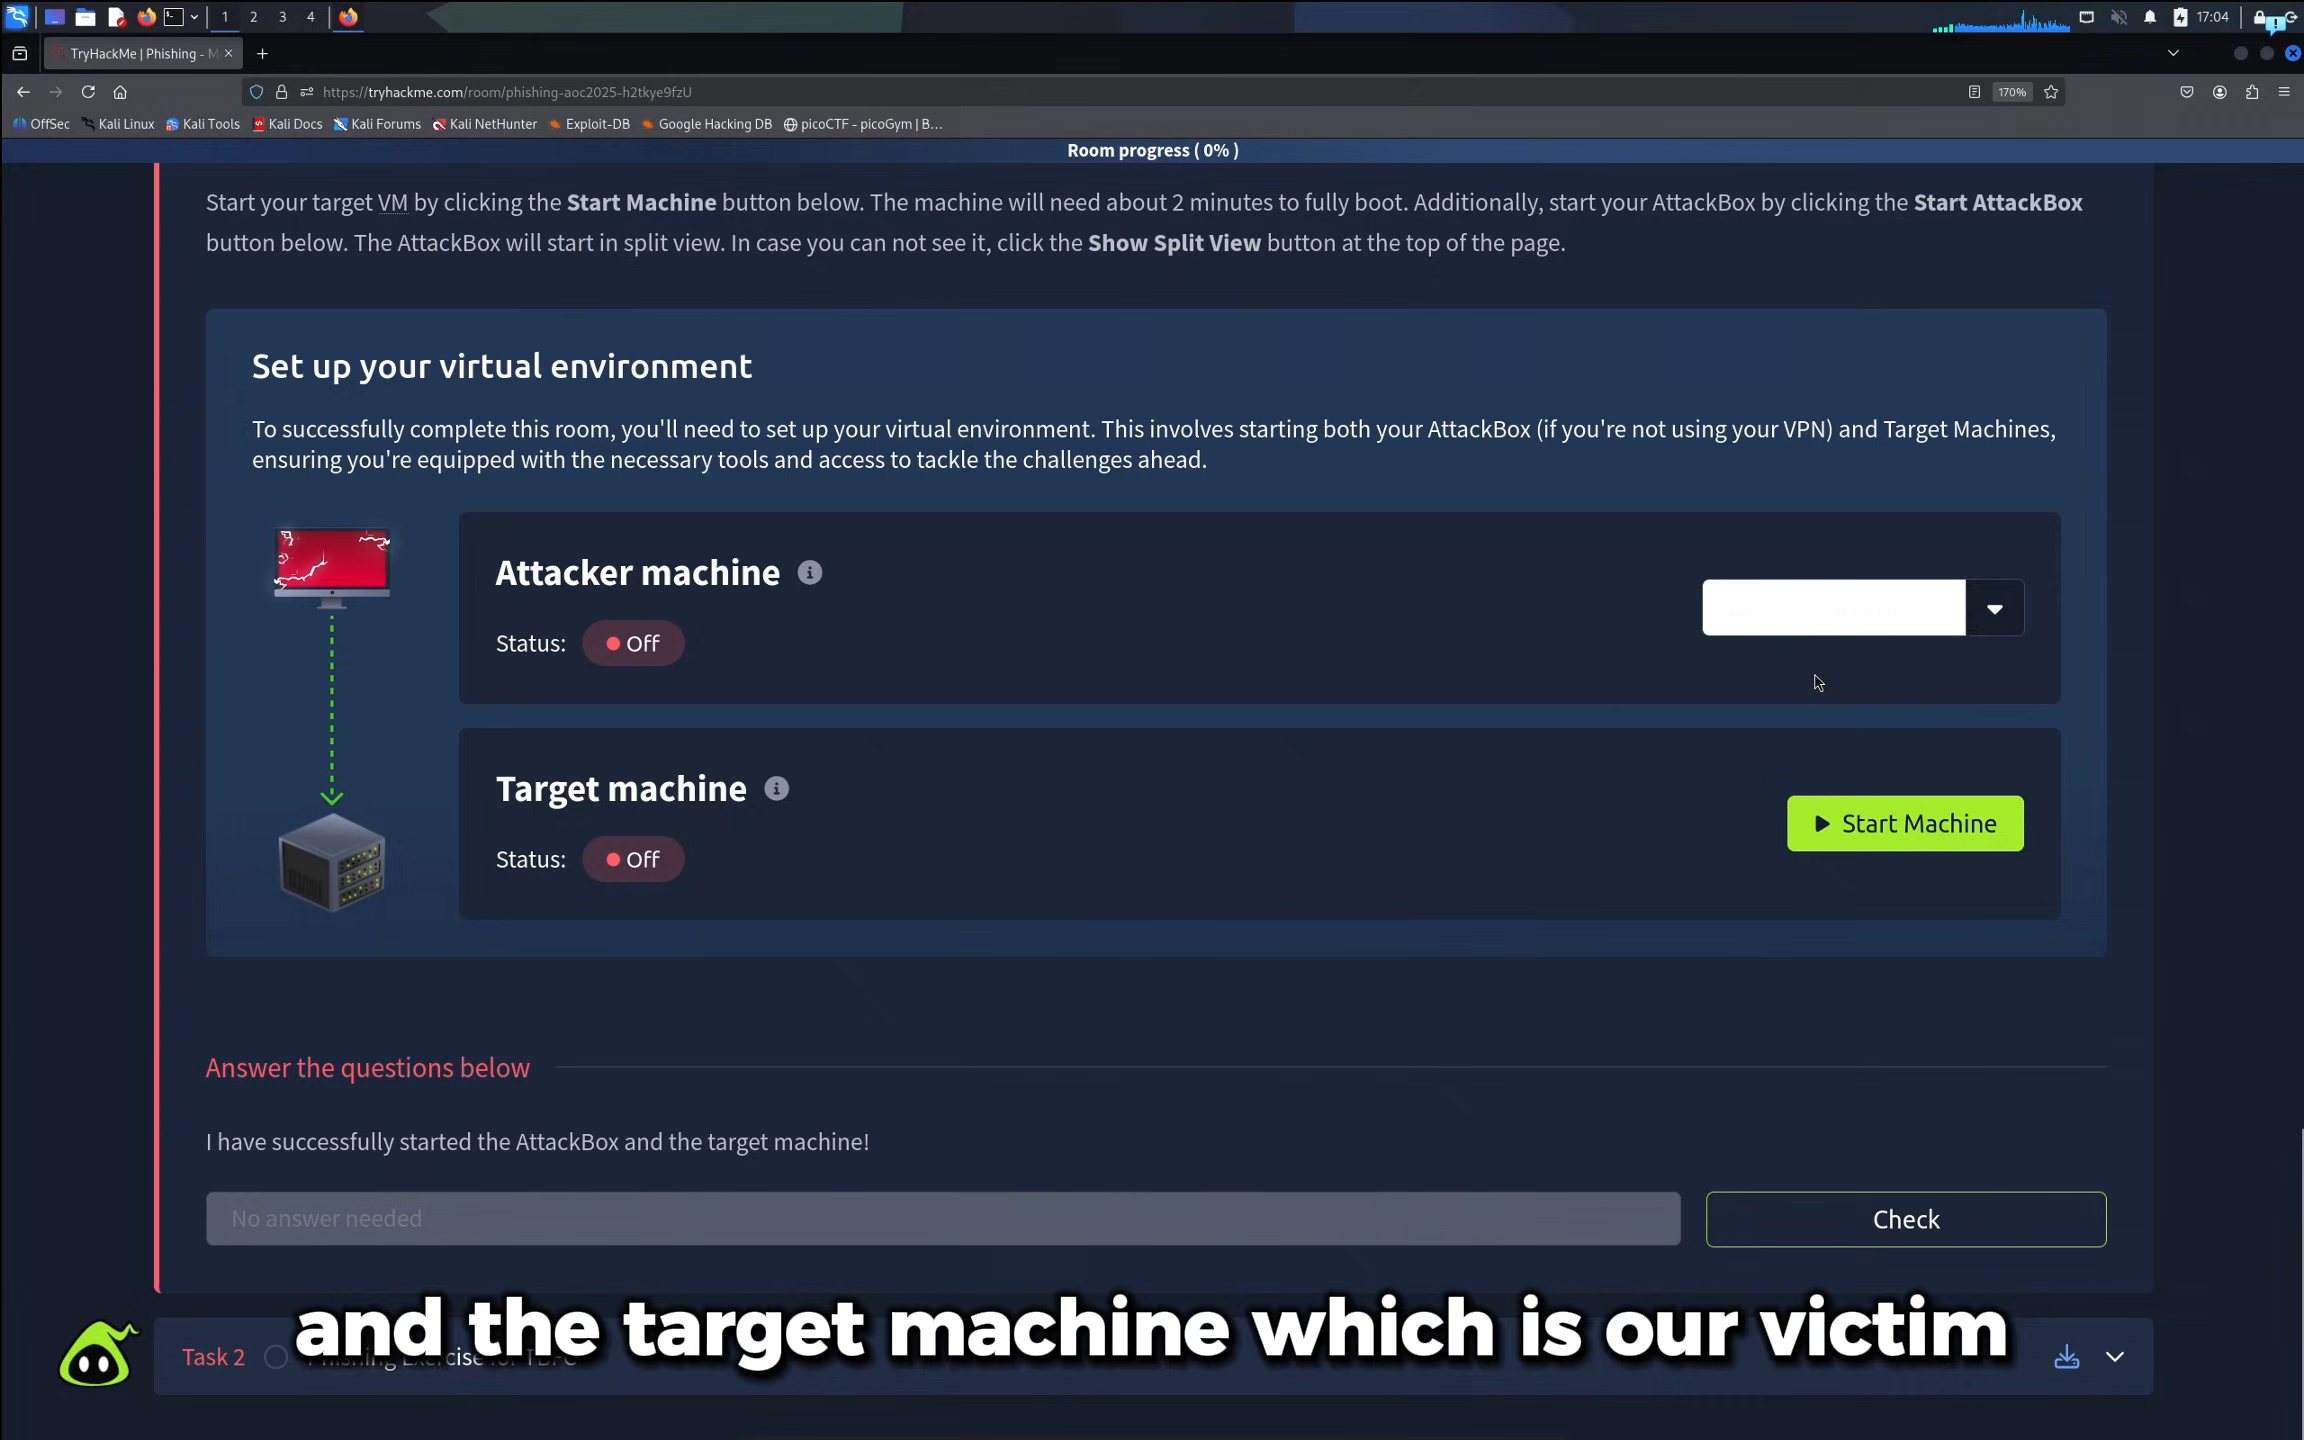 1 2 3 4
17:04
TryHackMe | Phishing - M
https://tryhackme.com/room/phishing-aoc2025-h2tkye9fzU
170%
OffSec Kali Linux Kali Tools Kali Docs Kali Forums Kali NetHunter Exploit-DB Google Hacking DB picoCTF - picoGym | B...
Room progress ( 0% )
Start your target VM by clicking the Start Machine button below. The machine will need about 2 minutes to fully boot. Additionally, start your AttackBox by clicking the Start AttackBox
button below. The AttackBox will start in split view. In case you can not see it, click the Show Split View button at the top of the page.
Set up your virtual environment
To successfully complete this room, you'll need to set up your virtual environment. This involves starting both your AttackBox (if you're not using your VPN) and Target Machines,
ensuring you're equipped with the necessary tools and access to tackle the challenges ahead.
Attacker machine
Status: Off
Target machine
Status: Off
Start Machine
Answer the questions below
I have successfully started the AttackBox and the target machine!
No answer needed
Check
and the target machine which is our victim
Task 2